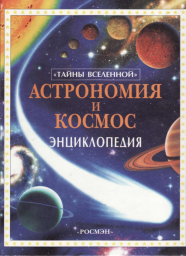 «ТАЙНЫ ВСЕЛЕННОЙ»
АСТРОНОМИЯ
И
КОСМОС
ЭНЦИКЛОПЕДИЯ
«РОСМЭН»